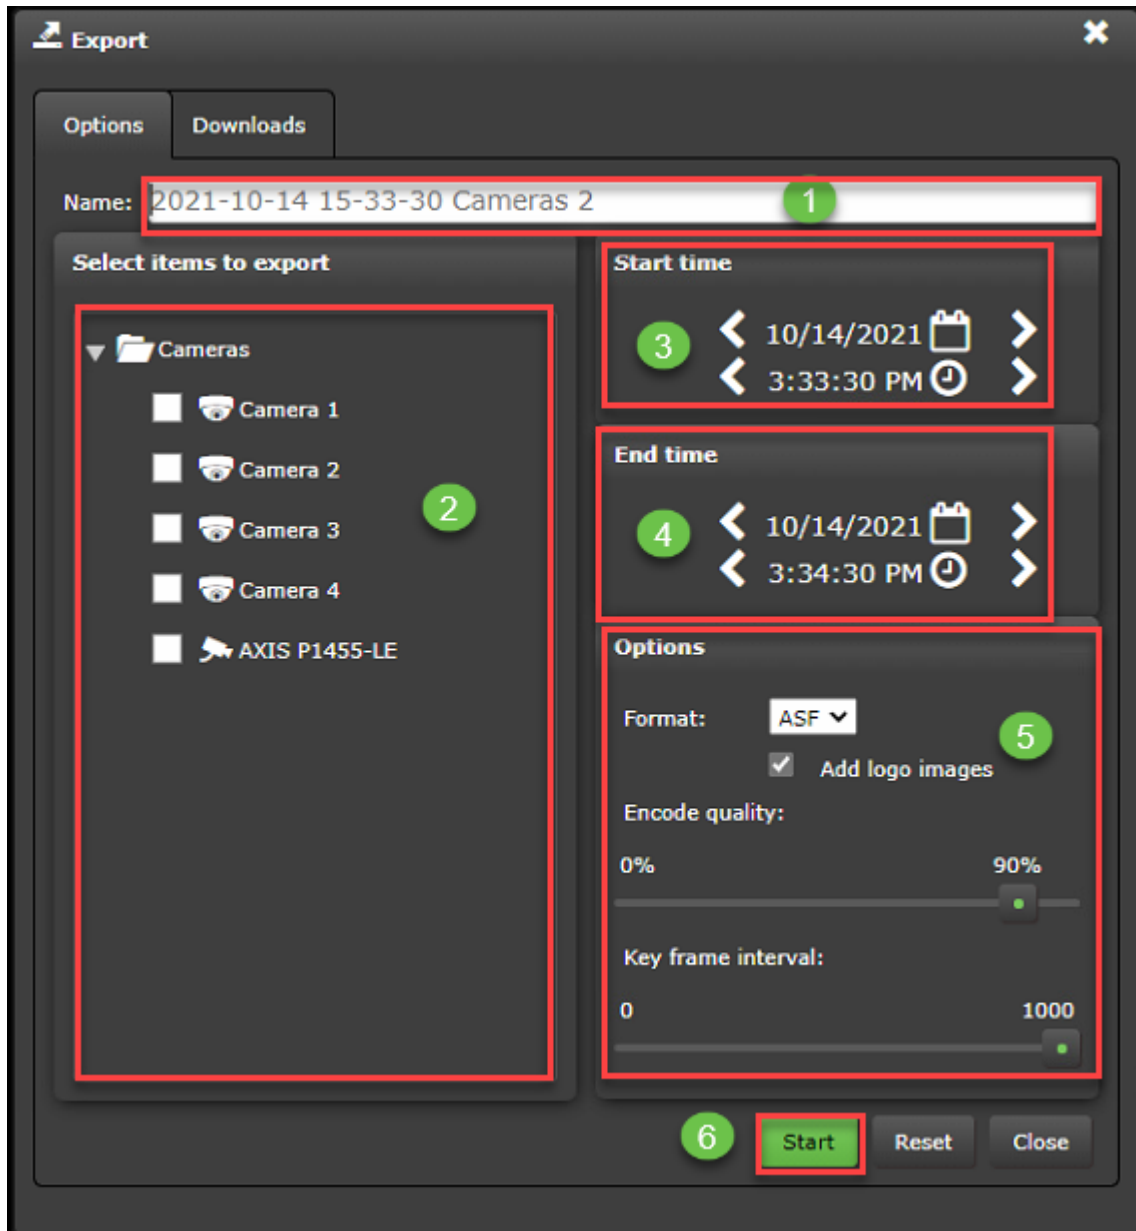 Export
Options
Downloads
Name: 2021-10-14 15-33-30 Cameras 2
1
Select items to export
Cameras
Camera 1
Camera 2
Camera 3
Camera 4
AXIS P1455-LE
2
Start time
3
10/14/2021
3:33:30 PM
End time
4
10/14/2021
3:34:30 PM
Options
Format: ASF
5
Add logo images
Encode quality:
0% 90%
Key frame interval:
0 1000
6
Start
Reset
Close